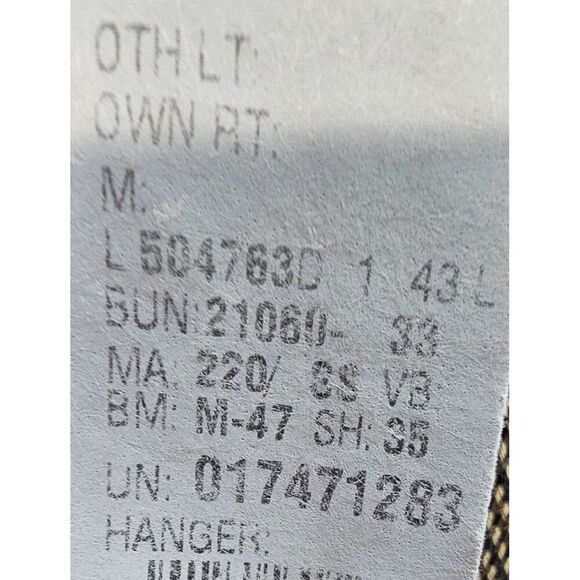 OTH LT:
OWN RT:
M:
L 504763D 1 43 L
BUN: 21060- 33
MA: 220/ 8S VB
BM: M-47 SH: 35
UN: 017471283
HANGER: